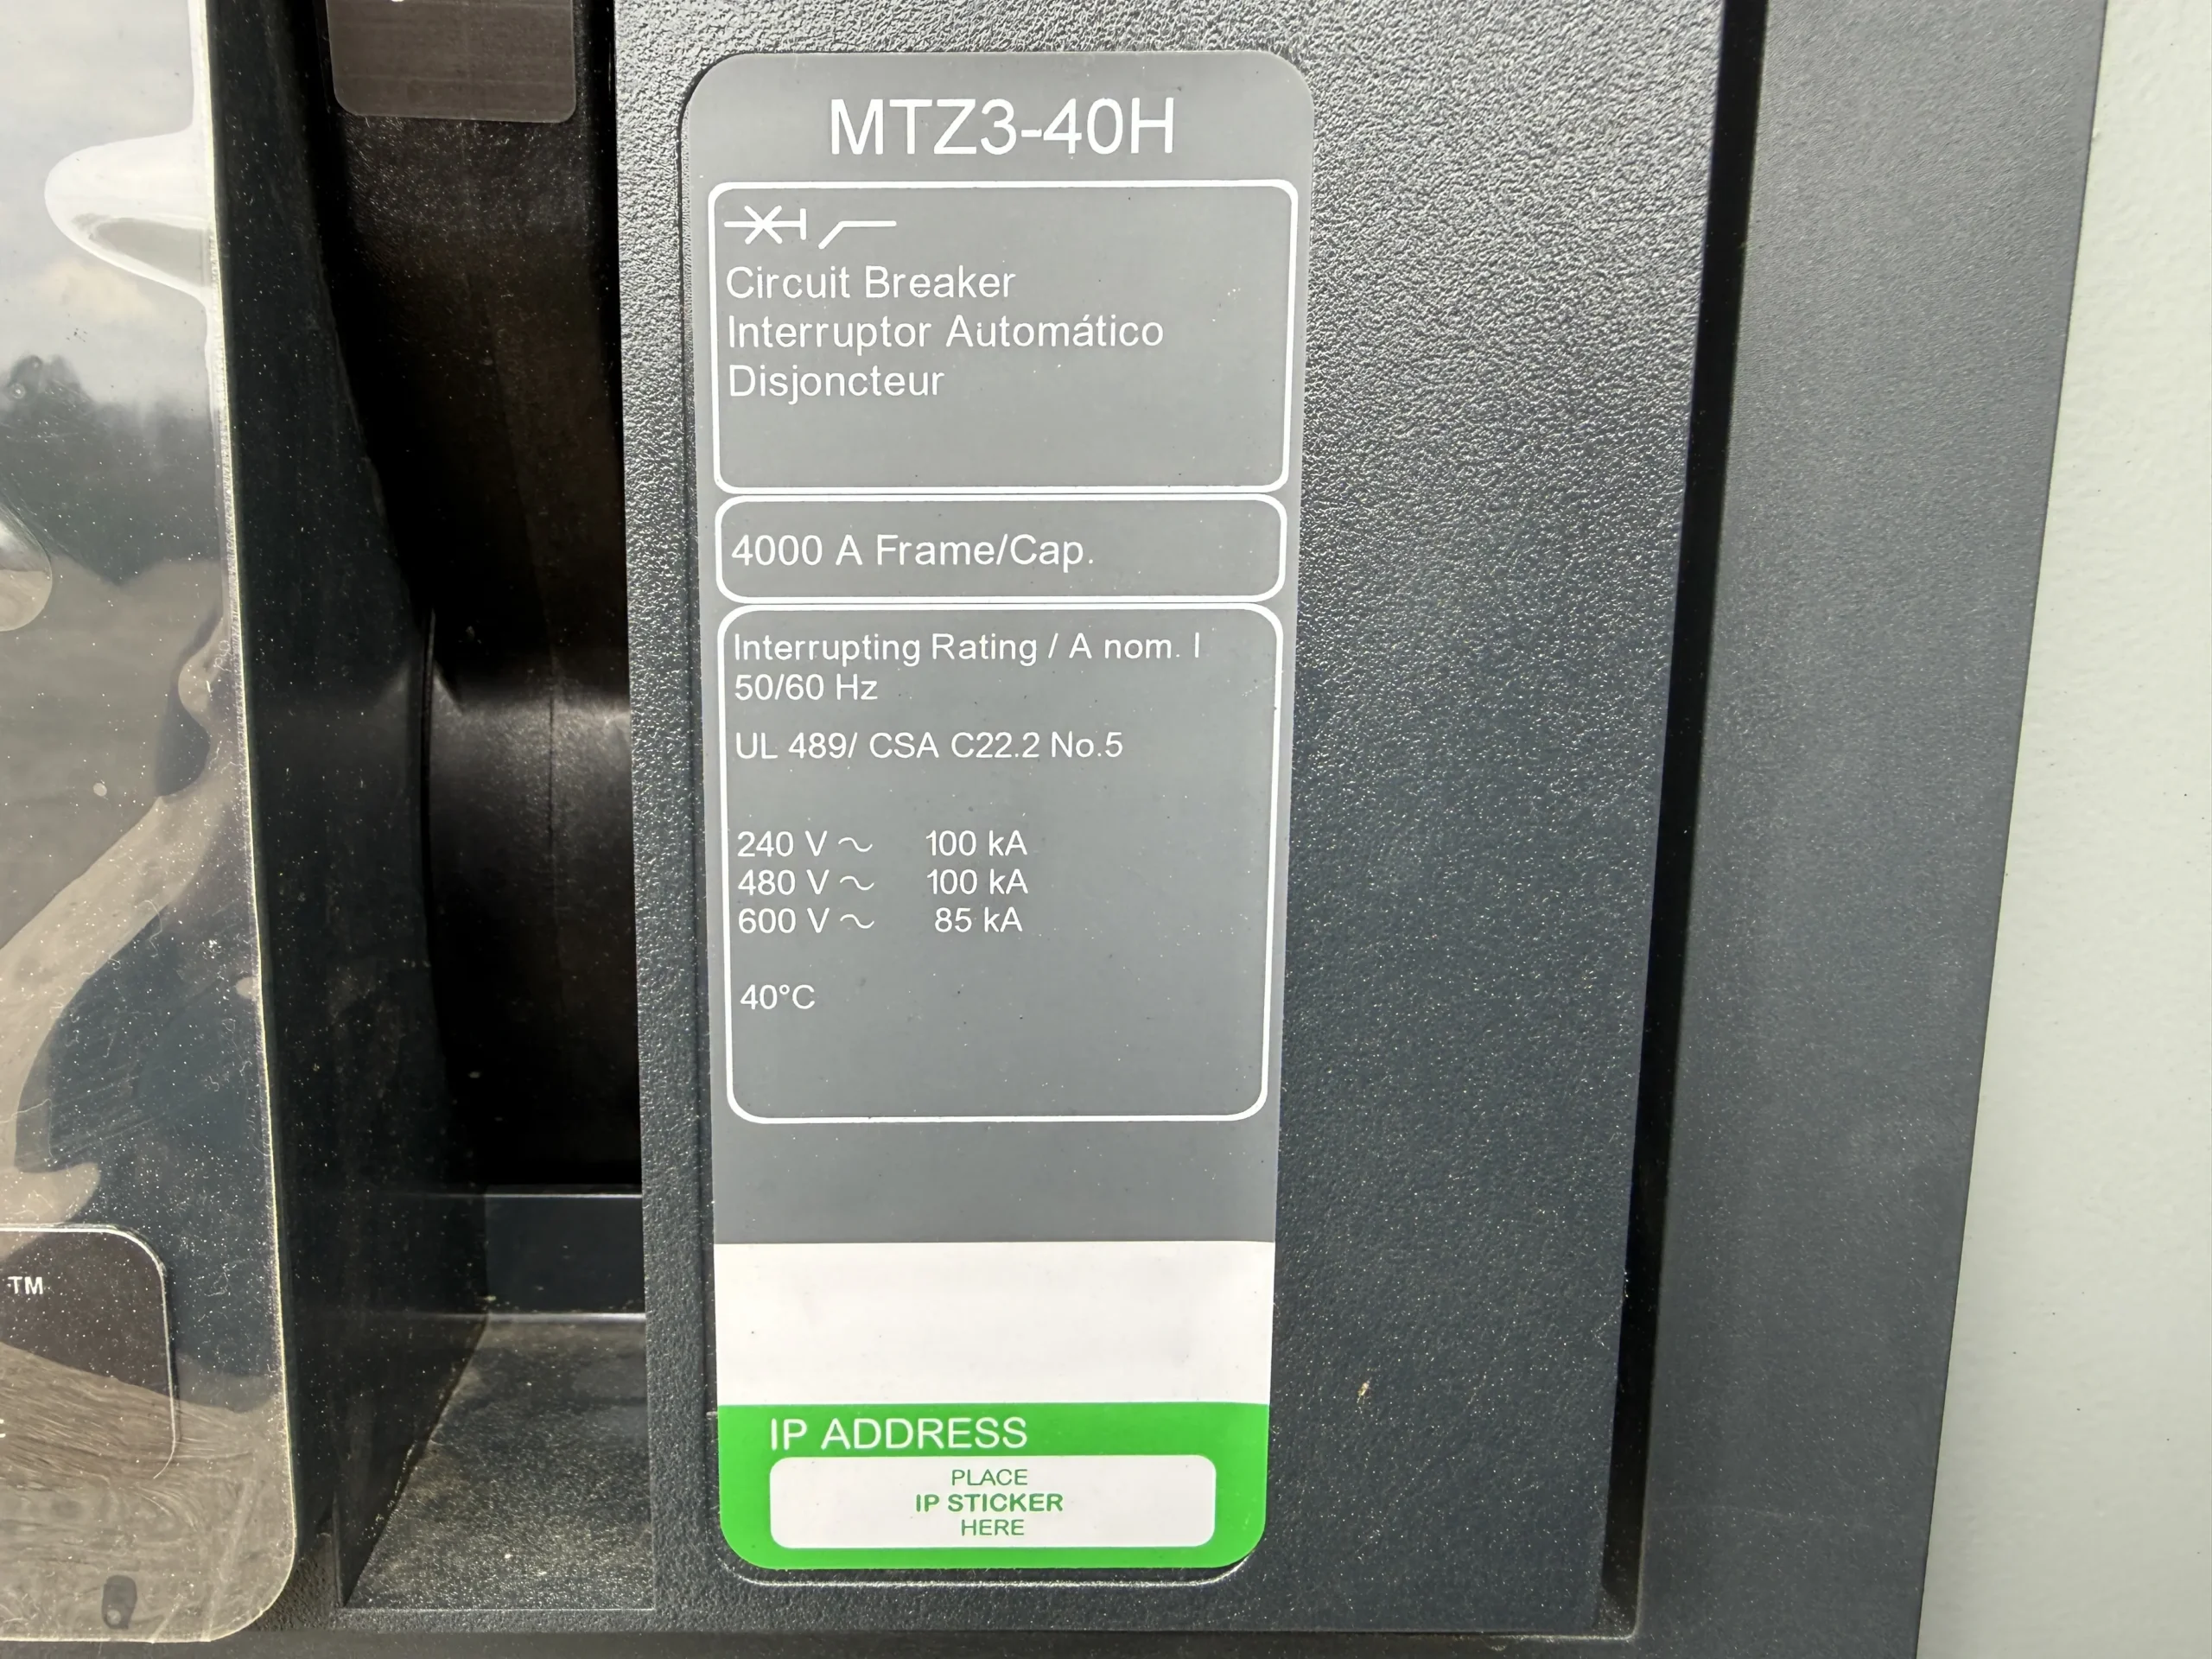 MTZ3-40H
Circuit Breaker
Interruptor Automático
Disjoncteur
4000 A Frame/Cap.
Interrupting Rating / A nom. I
50/60 Hz
UL 489/ CSA C22.2 No.5
240 V ~ 100 kA
480 V ~ 100 kA
600 V ~ 85 kA
40°C
IP ADDRESS
PLACE
IP STICKER
HERE
TM